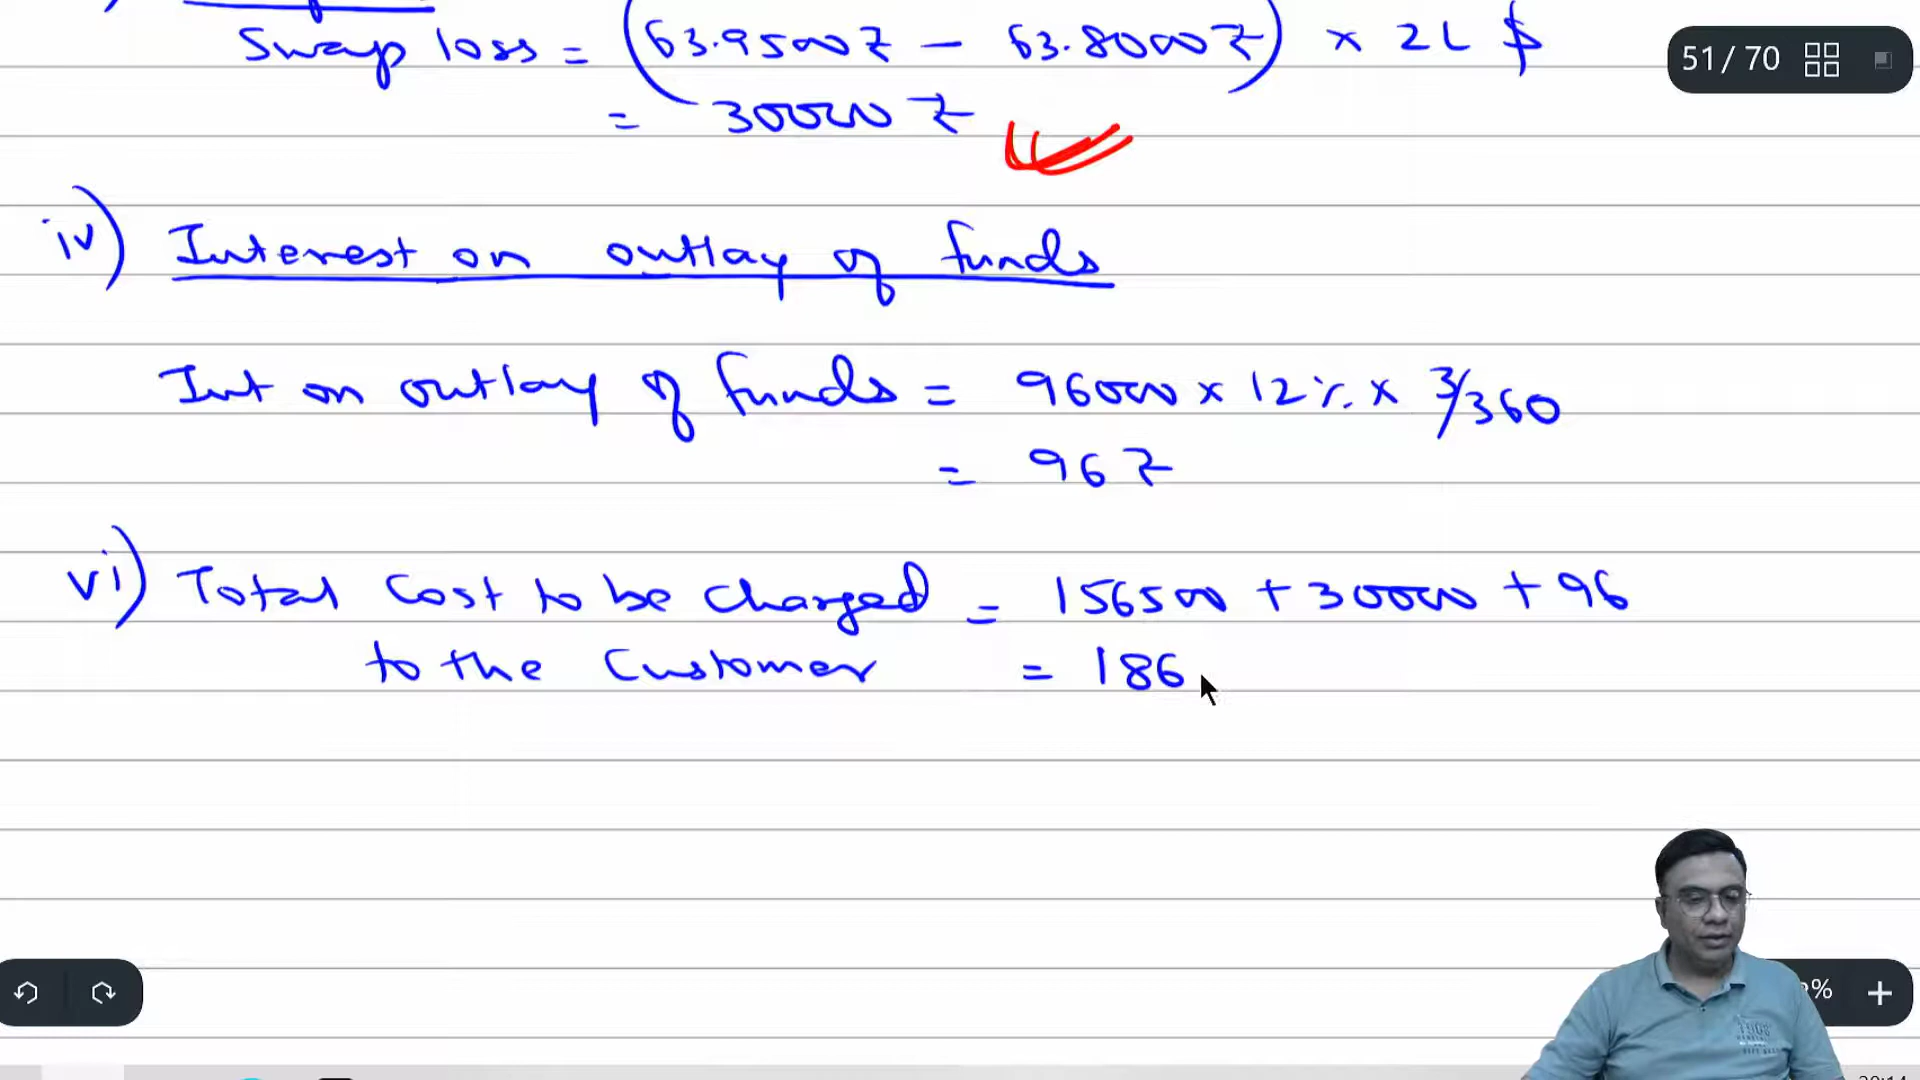 Swap loss = (63.9500₹ - 63.8000₹) x 2L $
51 / 70
= 30000 ₹
iv) Interest on outlay of funds
Int on outlay of funds = 96000 x 12% x 3/360
= 96 ₹
vi) Total Cost to be charged = 156500 + 30000 + 96
to the Customer = 186
%